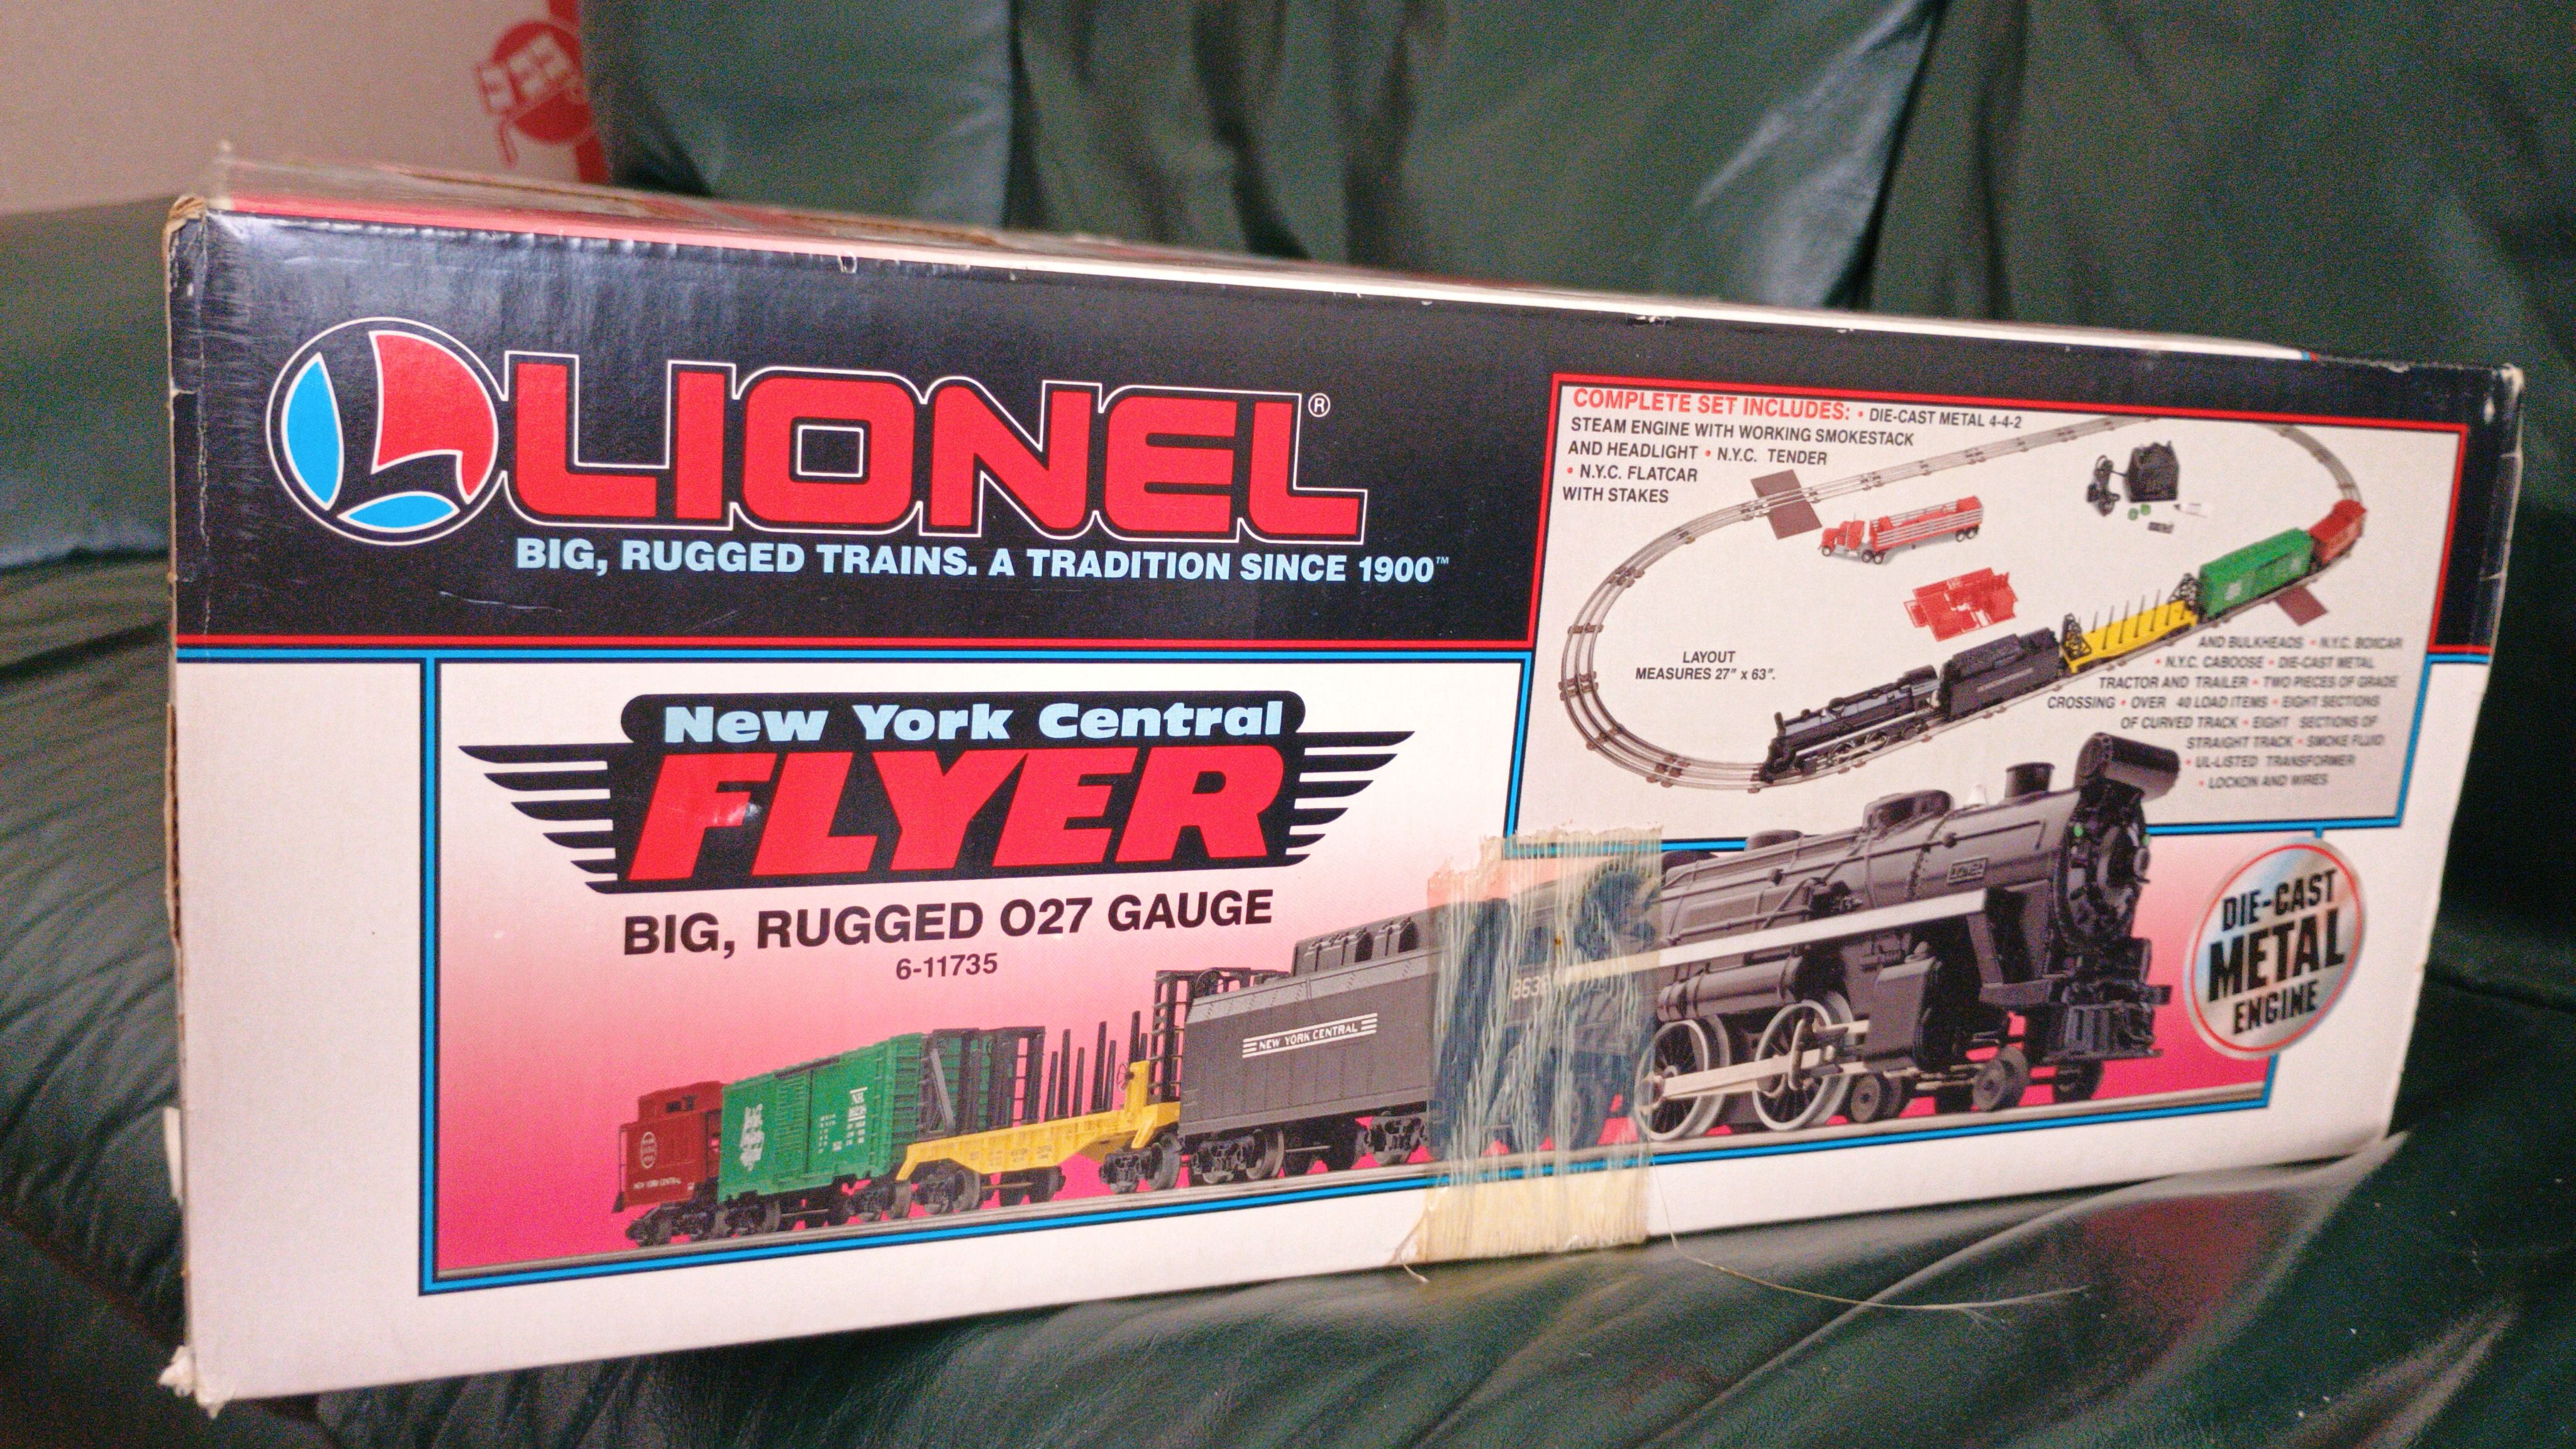 LIONEL®
BIG, RUGGED TRAINS. A TRADITION SINCE 1900™
New York Central
FLYER
BIG, RUGGED O27 GAUGE
6-11735
COMPLETE SET INCLUDES: • DIE-CAST METAL 4-4-2
STEAM ENGINE WITH WORKING SMOKESTACK
AND HEADLIGHT • N.Y.C. TENDER
• N.Y.C. FLATCAR
WITH STAKES
LAYOUT
MEASURES 27" x 63".
AND BULKHEADS • N.Y.C. BOXCAR
• N.Y.C. CABOOSE • DIE-CAST METAL
TRACTOR AND TRAILER • TWO PIECES OF GRADE
CROSSING • OVER 40 LOAD ITEMS • EIGHT SECTIONS
OF CURVED TRACK • EIGHT SECTIONS OF
STRAIGHT TRACK • SMOKE FLUID
• UL-LISTED TRANSFORMER
• LOCKON AND WIRES
DIE-CAST
METAL
ENGINE
NEW YORK CENTRAL
NEW YORK CENTRAL